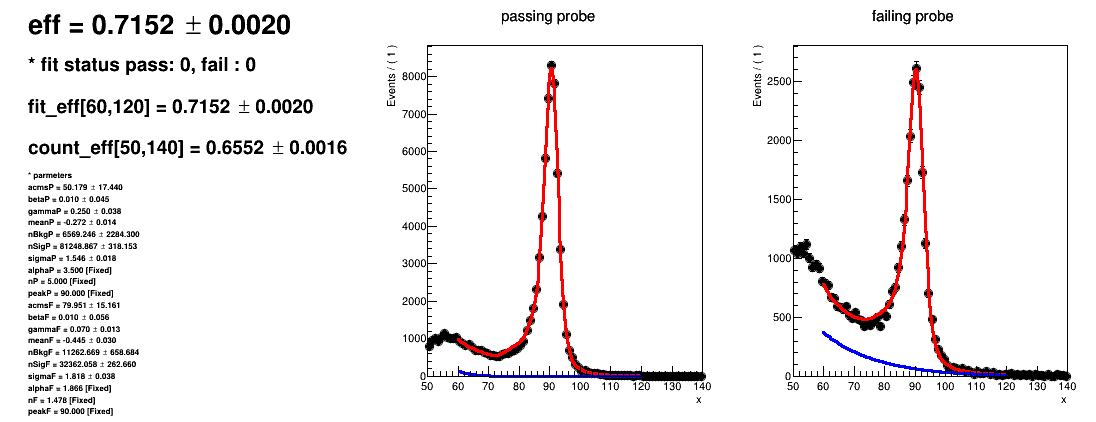 eff = 0.7152 ± 0.0020
* fit status pass: 0, fail : 0
fit_eff[60,120] = 0.7152 ± 0.0020
count_eff[50,140] = 0.6552 ± 0.0016
* parmeters
acmsP = 50.179 ± 17.440
betaP = 0.010 ± 0.045
gammaP = 0.250 ± 0.038
meanP = -0.272 ± 0.014
nBkgP = 6569.246 ± 2284.300
nSigP = 81248.867 ± 318.153
sigmaP = 1.546 ± 0.018
alphaP = 3.500 [Fixed]
nP = 5.000 [Fixed]
peakP = 90.000 [Fixed]
acmsF = 79.951 ± 15.161
betaF = 0.010 ± 0.056
gammaF = 0.070 ± 0.013
meanF = -0.445 ± 0.030
nBkgF = 11262.669 ± 658.684
nSigF = 32362.058 ± 262.660
sigmaF = 1.818 ± 0.038
alphaF = 1.866 [Fixed]
nF = 1.478 [Fixed]
peakF = 90.000 [Fixed]
passing probe
Events / ( 1 )
8000
7000
6000
5000
4000
3000
2000
1000
0
50 60 70 80 90 100 110 120 130 140
x
failing probe
Events / ( 1 )
2500
2000
1500
1000
500
0
50 60 70 80 90 100 110 120 130 140
x